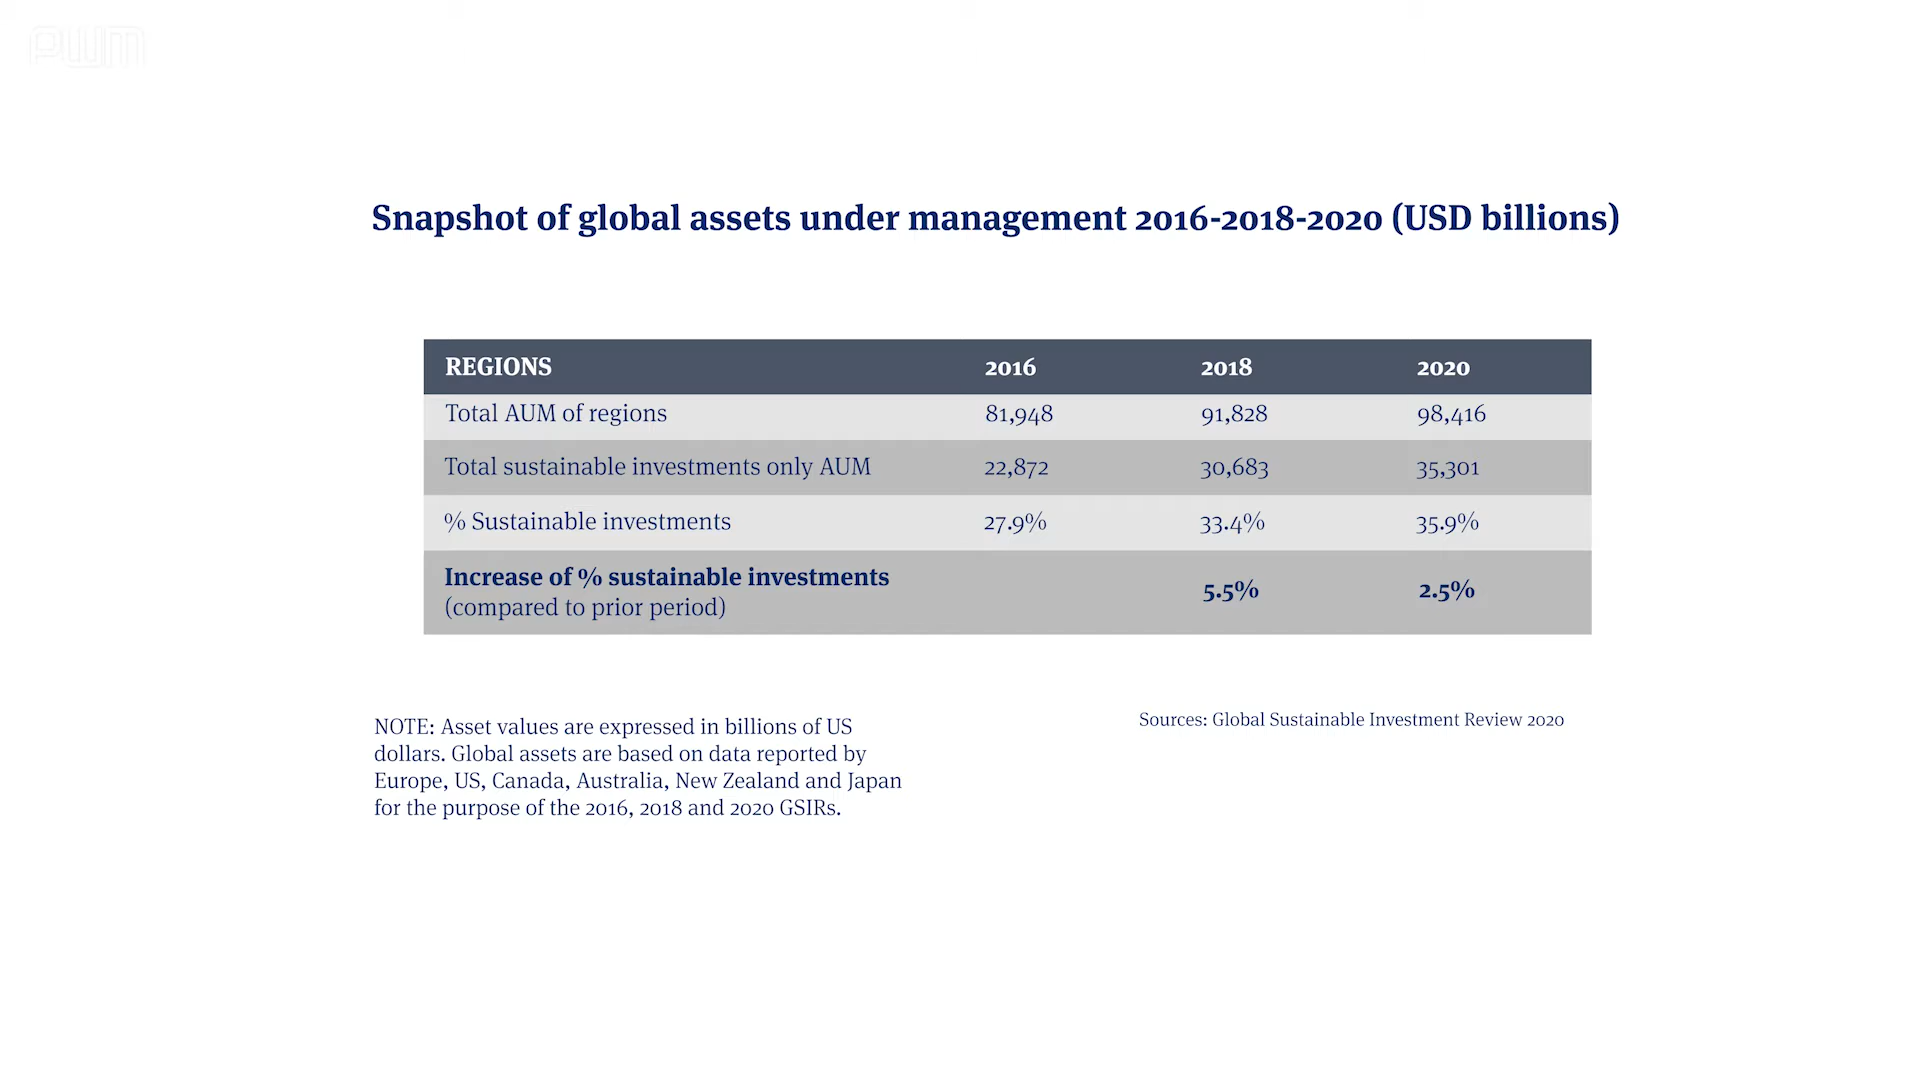 PWM
Snapshot of global assets under management 2016-2018-2020 (USD billions)
REGIONS 2016 2018 2020
Total AUM of regions 81,948 91,828 98,416
Total sustainable investments only AUM 22,872 30,683 35,301
% Sustainable investments 27.9% 33.4% 35.9%
Increase of % sustainable investments 5.5% 2.5%
(compared to prior period)
NOTE: Asset values are expressed in billions of US
dollars. Global assets are based on data reported by
Europe, US, Canada, Australia, New Zealand and Japan
for the purpose of the 2016, 2018 and 2020 GSIRs.
Sources: Global Sustainable Investment Review 2020